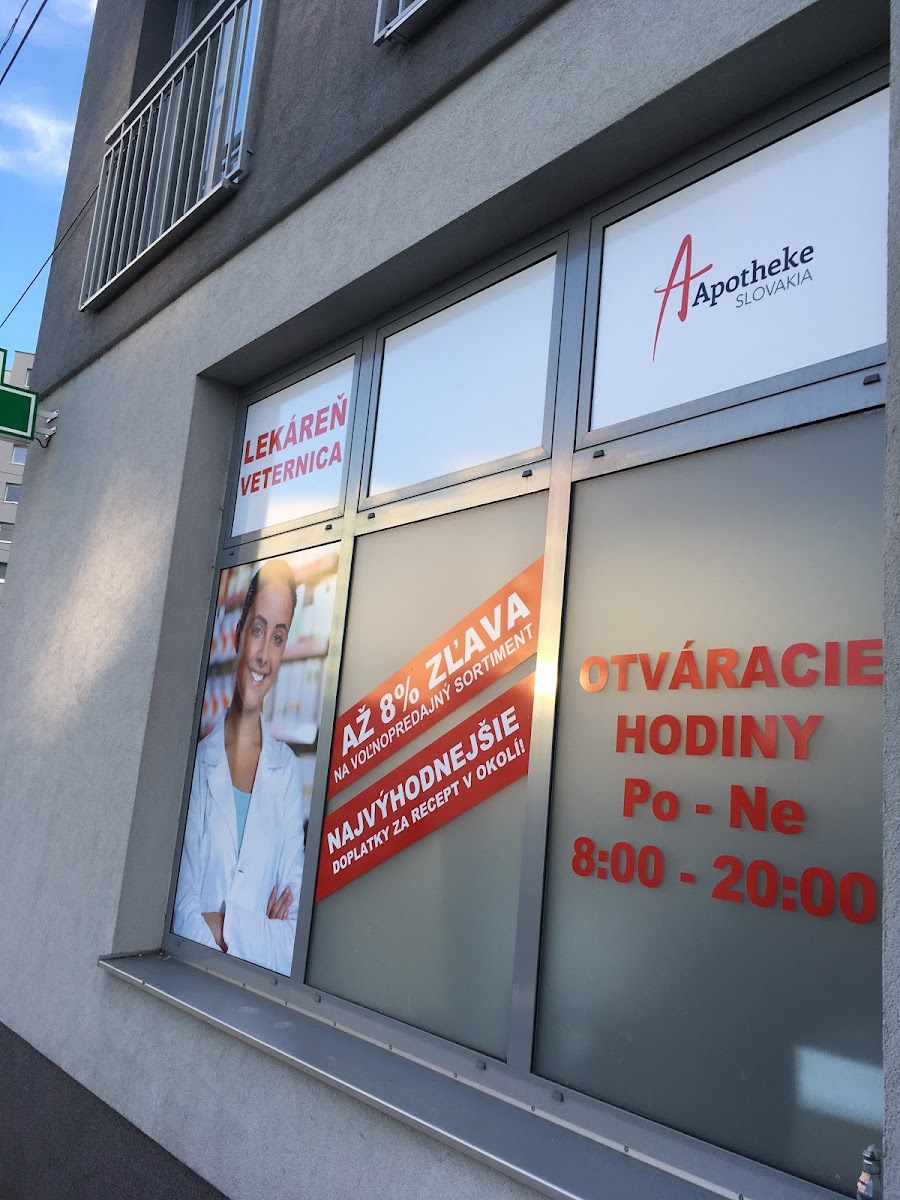 LEKÁREŇ
VETERNICA
Apotheke
SLOVAKIA
AŽ 8% ZĽAVA
NA VOĽNOPREDAJNÝ SORTIMENT
NAJVÝHODNEJŠIE
DOPLATKY ZA RECEPT V OKOLÍ!
OTVÁRACIE
HODINY
Po - Ne
8:00 - 20:00